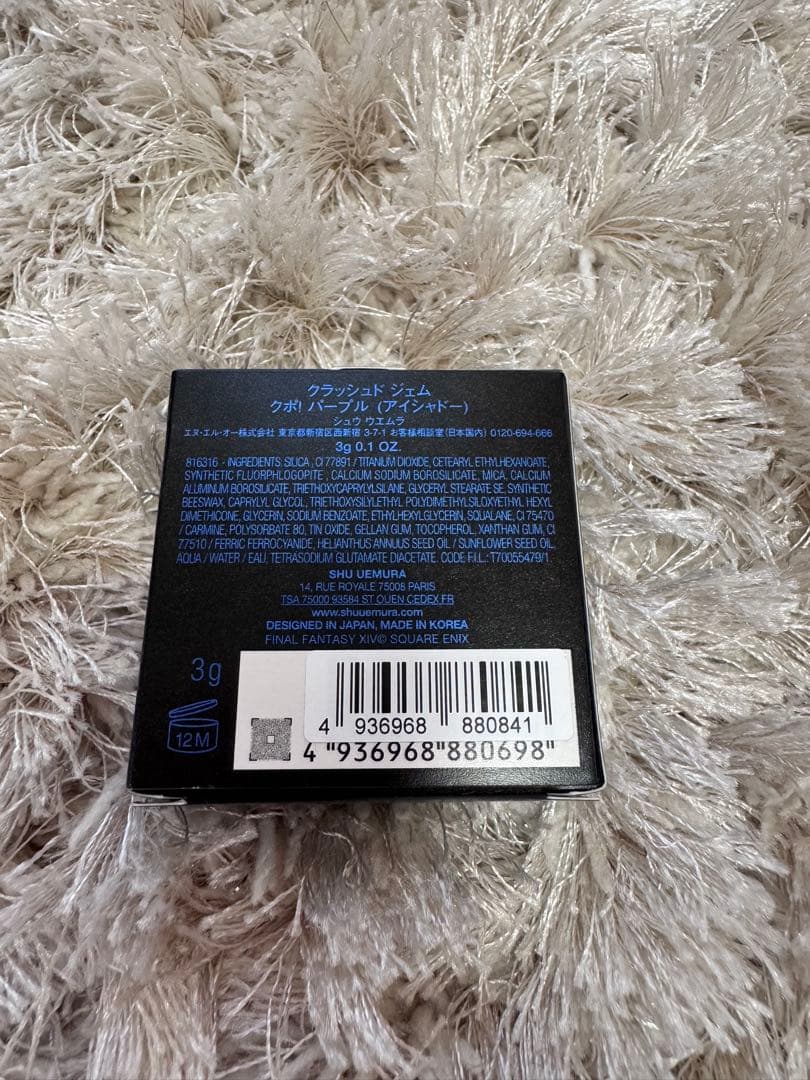 クラッシュド ジェム
クポ! パープル (アイシャドー)
シュウ ウエムラ
エヌ・エル・オー株式会社 東京都新宿区西新宿 3-7-1 お客様相談室(日本国内) 0120-694-666
3g 0.1 OZ.
816316 - INGREDIENTS: SILICA , CI 77891 / TITANIUM DIOXIDE, CETEARYL ETHYLHEXANOATE,
SYNTHETIC FLUORPHLOGOPITE , CALCIUM SODIUM BOROSILICATE, MICA, CALCIUM
ALUMINUM BOROSILICATE, TRIETHOXYCAPRYLYLSILANE, GLYCERYL STEARATE SE, SYNTHETIC
BEESWAX, CAPRYLYL GLYCOL, TRIETHOXYSILYLETHYL POLYDIMETHYLSILOXYETHYL HEXYL
DIMETHICONE, GLYCERIN, SODIUM BENZOATE, ETHYLHEXYLGLYCERIN, SQUALANE, CI 75470
/ CARMINE, POLYSORBATE 80, TIN OXIDE, GELLAN GUM, TOCOPHEROL, XANTHAN GUM, CI
77510 / FERRIC FERROCYANIDE, HELIANTHUS ANNUUS SEED OIL / SUNFLOWER SEED OIL,
AQUA / WATER / EAU, TETRASODIUM GLUTAMATE DIACETATE. CODE F.I.L.: T70055479/1.
SHU UEMURA
14, RUE ROYALE 75008 PARIS
TSA 75000 93584 ST OUEN CEDEX.FR
www.shuuemura.com
DESIGNED IN JAPAN, MADE IN KOREA
FINAL FANTASY XIV© SQUARE ENIX
3g
12M
4 936968 880841
4 "936968"880698"